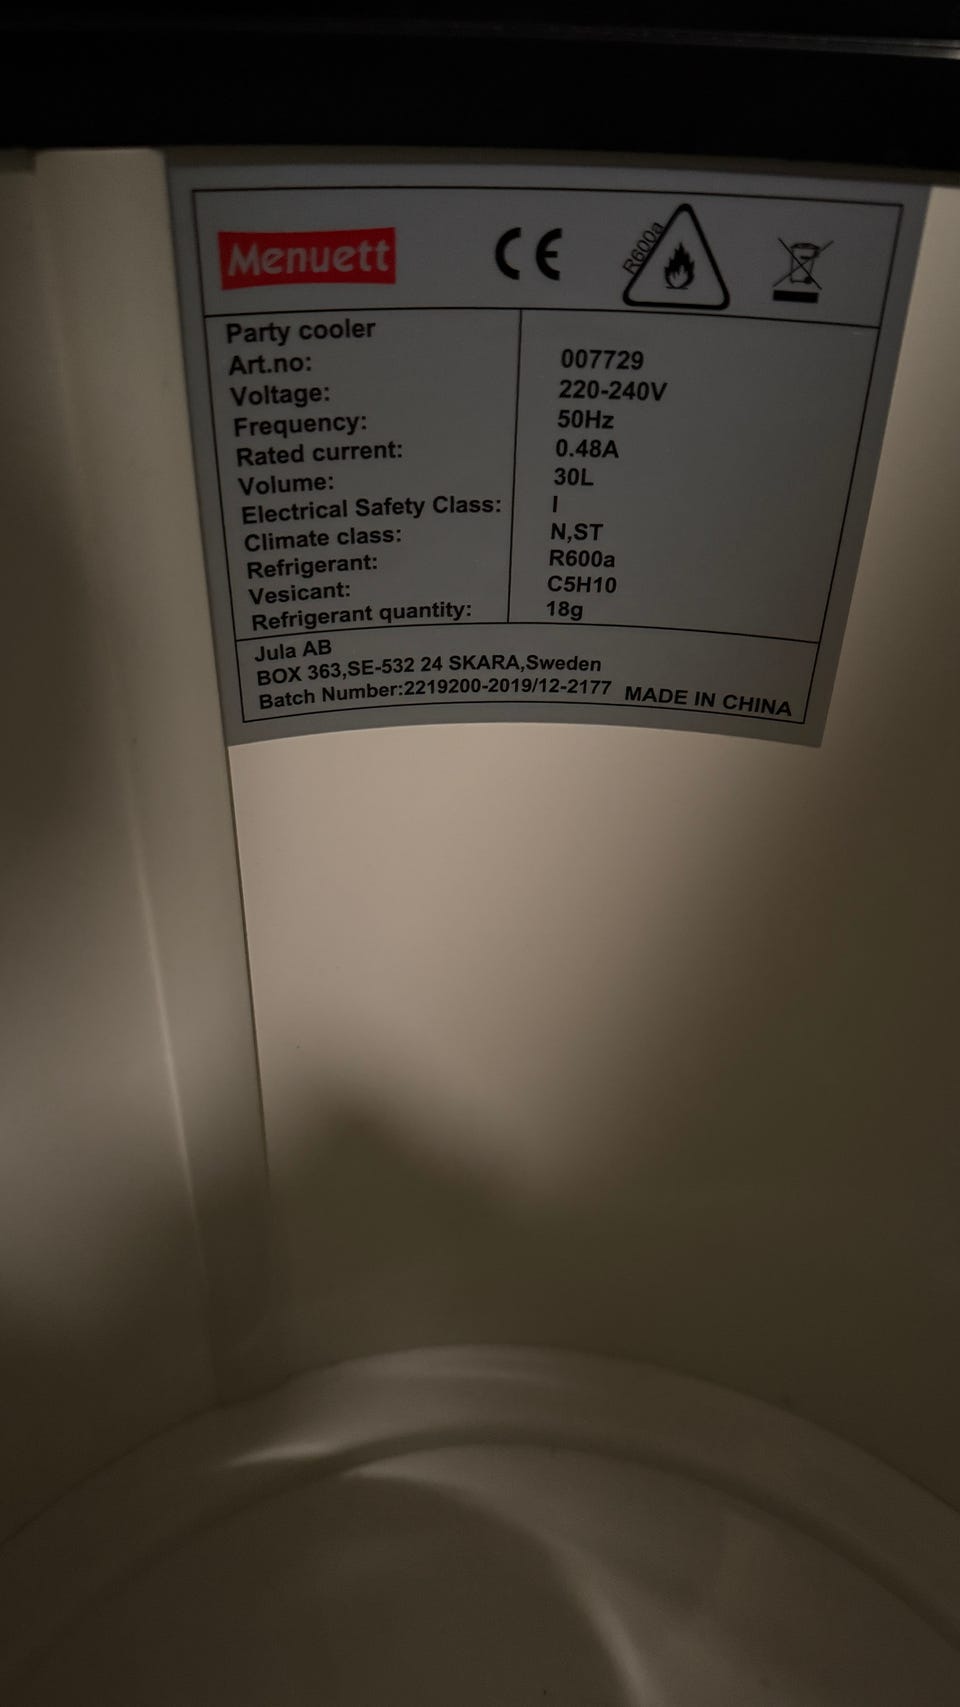 Menuett CE R600a
Party cooler
Art.no: 007729
Voltage: 220-240V
Frequency: 50Hz
Rated current: 0.48A
Volume: 30L
Electrical Safety Class: I
Climate class: N,ST
Refrigerant: R600a
Vesicant: C5H10
Refrigerant quantity: 18g
Jula AB
BOX 363,SE-532 24 SKARA,Sweden
Batch Number:2219200-2019/12-2177 MADE IN CHINA